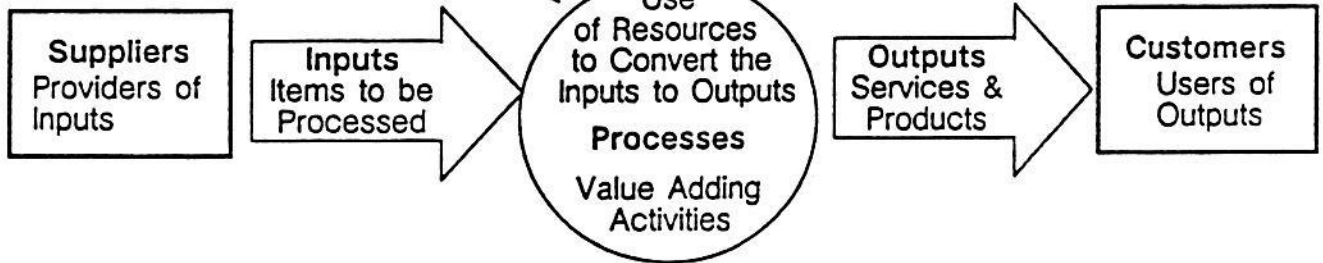 Suppliers
Providers of
Inputs
Inputs
Items to be
Processed
Use
of Resources
to Convert the
Inputs to Outputs
Processes
Value Adding
Activities
Outputs
Services &
Products
Customers
Users of
Outputs